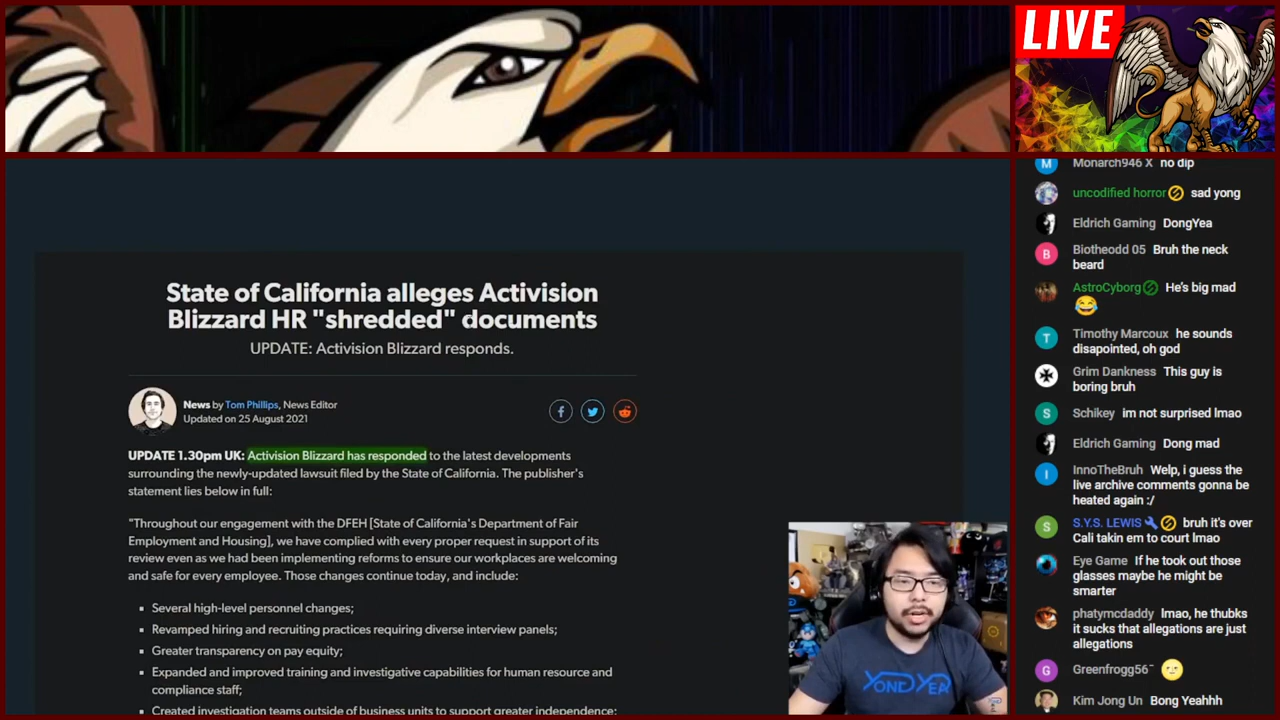 LIVE
State of California alleges Activision
Blizzard HR "shredded" documents
UPDATE: Activision Blizzard responds.
News by Tom Phillips, News Editor
Updated on 25 August 2021
UPDATE 1.30pm UK: Activision Blizzard has responded to the latest developments
surrounding the newly-updated lawsuit filed by the State of California. The publisher's
statement lies below in full:
"Throughout our engagement with the DFEH [State of California's Department of Fair
Employment and Housing], we have complied with every proper request in support of its
review even as we had been implementing reforms to ensure our workplaces are welcoming
and safe for every employee. Those changes continue today, and include:
▪ Several high-level personnel changes;
▪ Revamped hiring and recruiting practices requiring diverse interview panels;
▪ Greater transparency on pay equity;
▪ Expanded and improved training and investigative capabilities for human resource and
compliance staff;
▪ Created investigation teams outside of business units to support greater independence;
YONGYEA
M Monarch946 X no dip
uncodified horror sad yong
Eldrich Gaming DongYea
B Biotheodd 05 Bruh the neck
beard
AstroCyborg He's big mad
😂
T Timothy Marcoux he sounds
disapointed, oh god
Grim Dankness This guy is
boring bruh
S Schikey im not surprised lmao
Eldrich Gaming Dong mad
I InnoTheBruh Welp, i guess the
live archive comments gonna be
heated again :/
S S.Y.S. LEWIS bruh it's over
Cali takin em to court lmao
Eye Game If he took out those
glasses maybe he might be
smarter
phatymcdaddy lmao, he thubks
it sucks that allegations are just
allegations
G Greenfrogg56~ 🌝
Kim Jong Un Bong Yeahhh